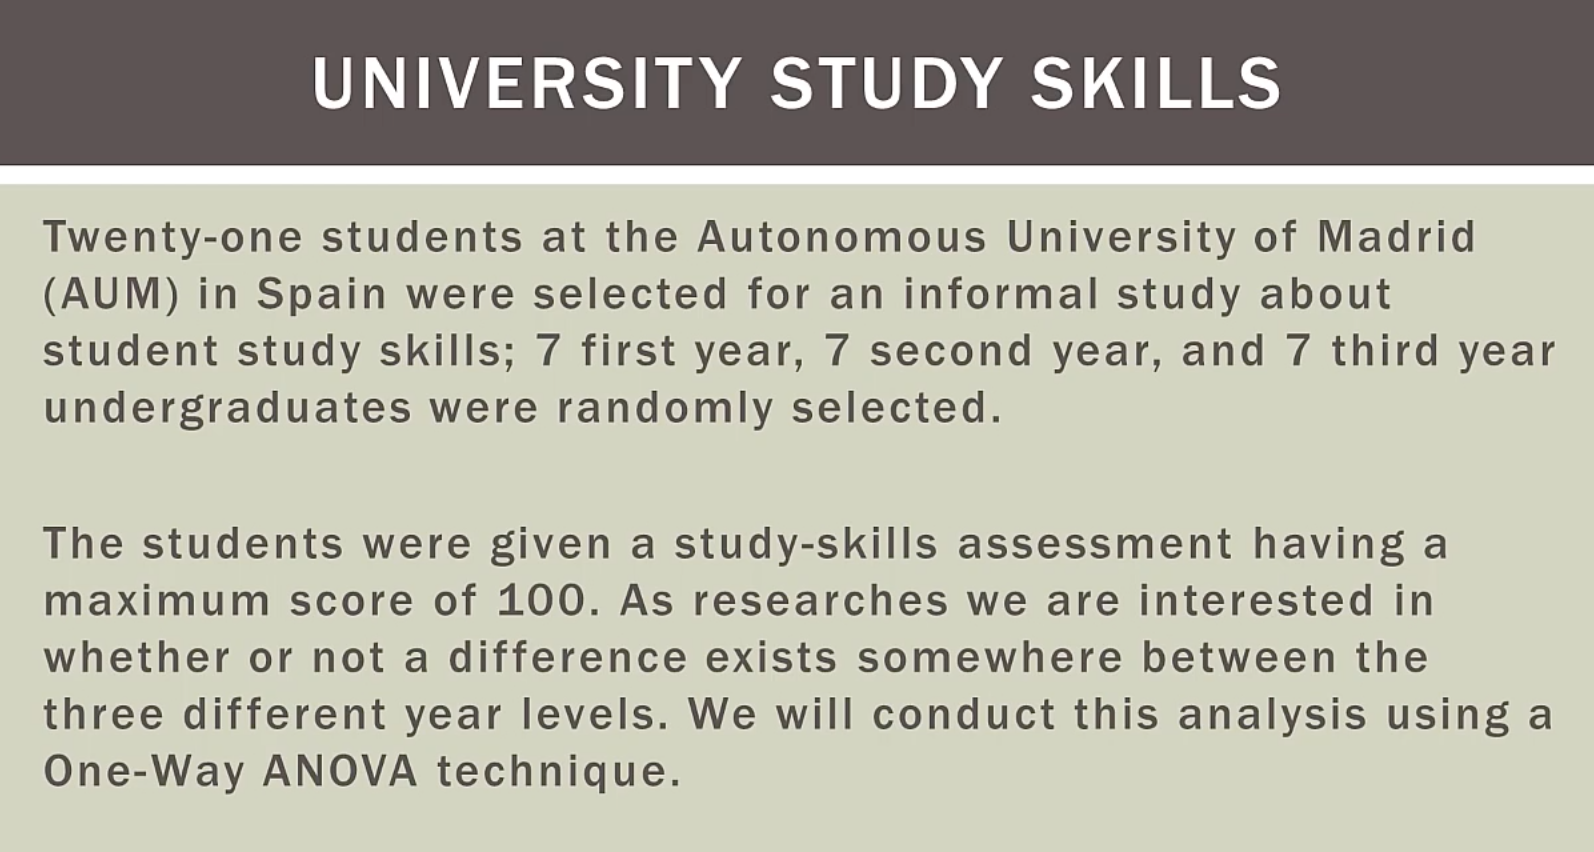 UNIVERSITY STUDY SKILLS
Twenty-one students at the Autonomous University of Madrid
(AUM) in Spain were selected for an informal study about
student study skills; 7 first year, 7 second year, and 7 third year
undergraduates were randomly selected.
The students were given a study-skills assessment having a
maximum score of 100. As researches we are interested in
whether or not a difference exists somewhere between the
three different year levels. We will conduct this analysis using a
One-Way ANOVA technique.